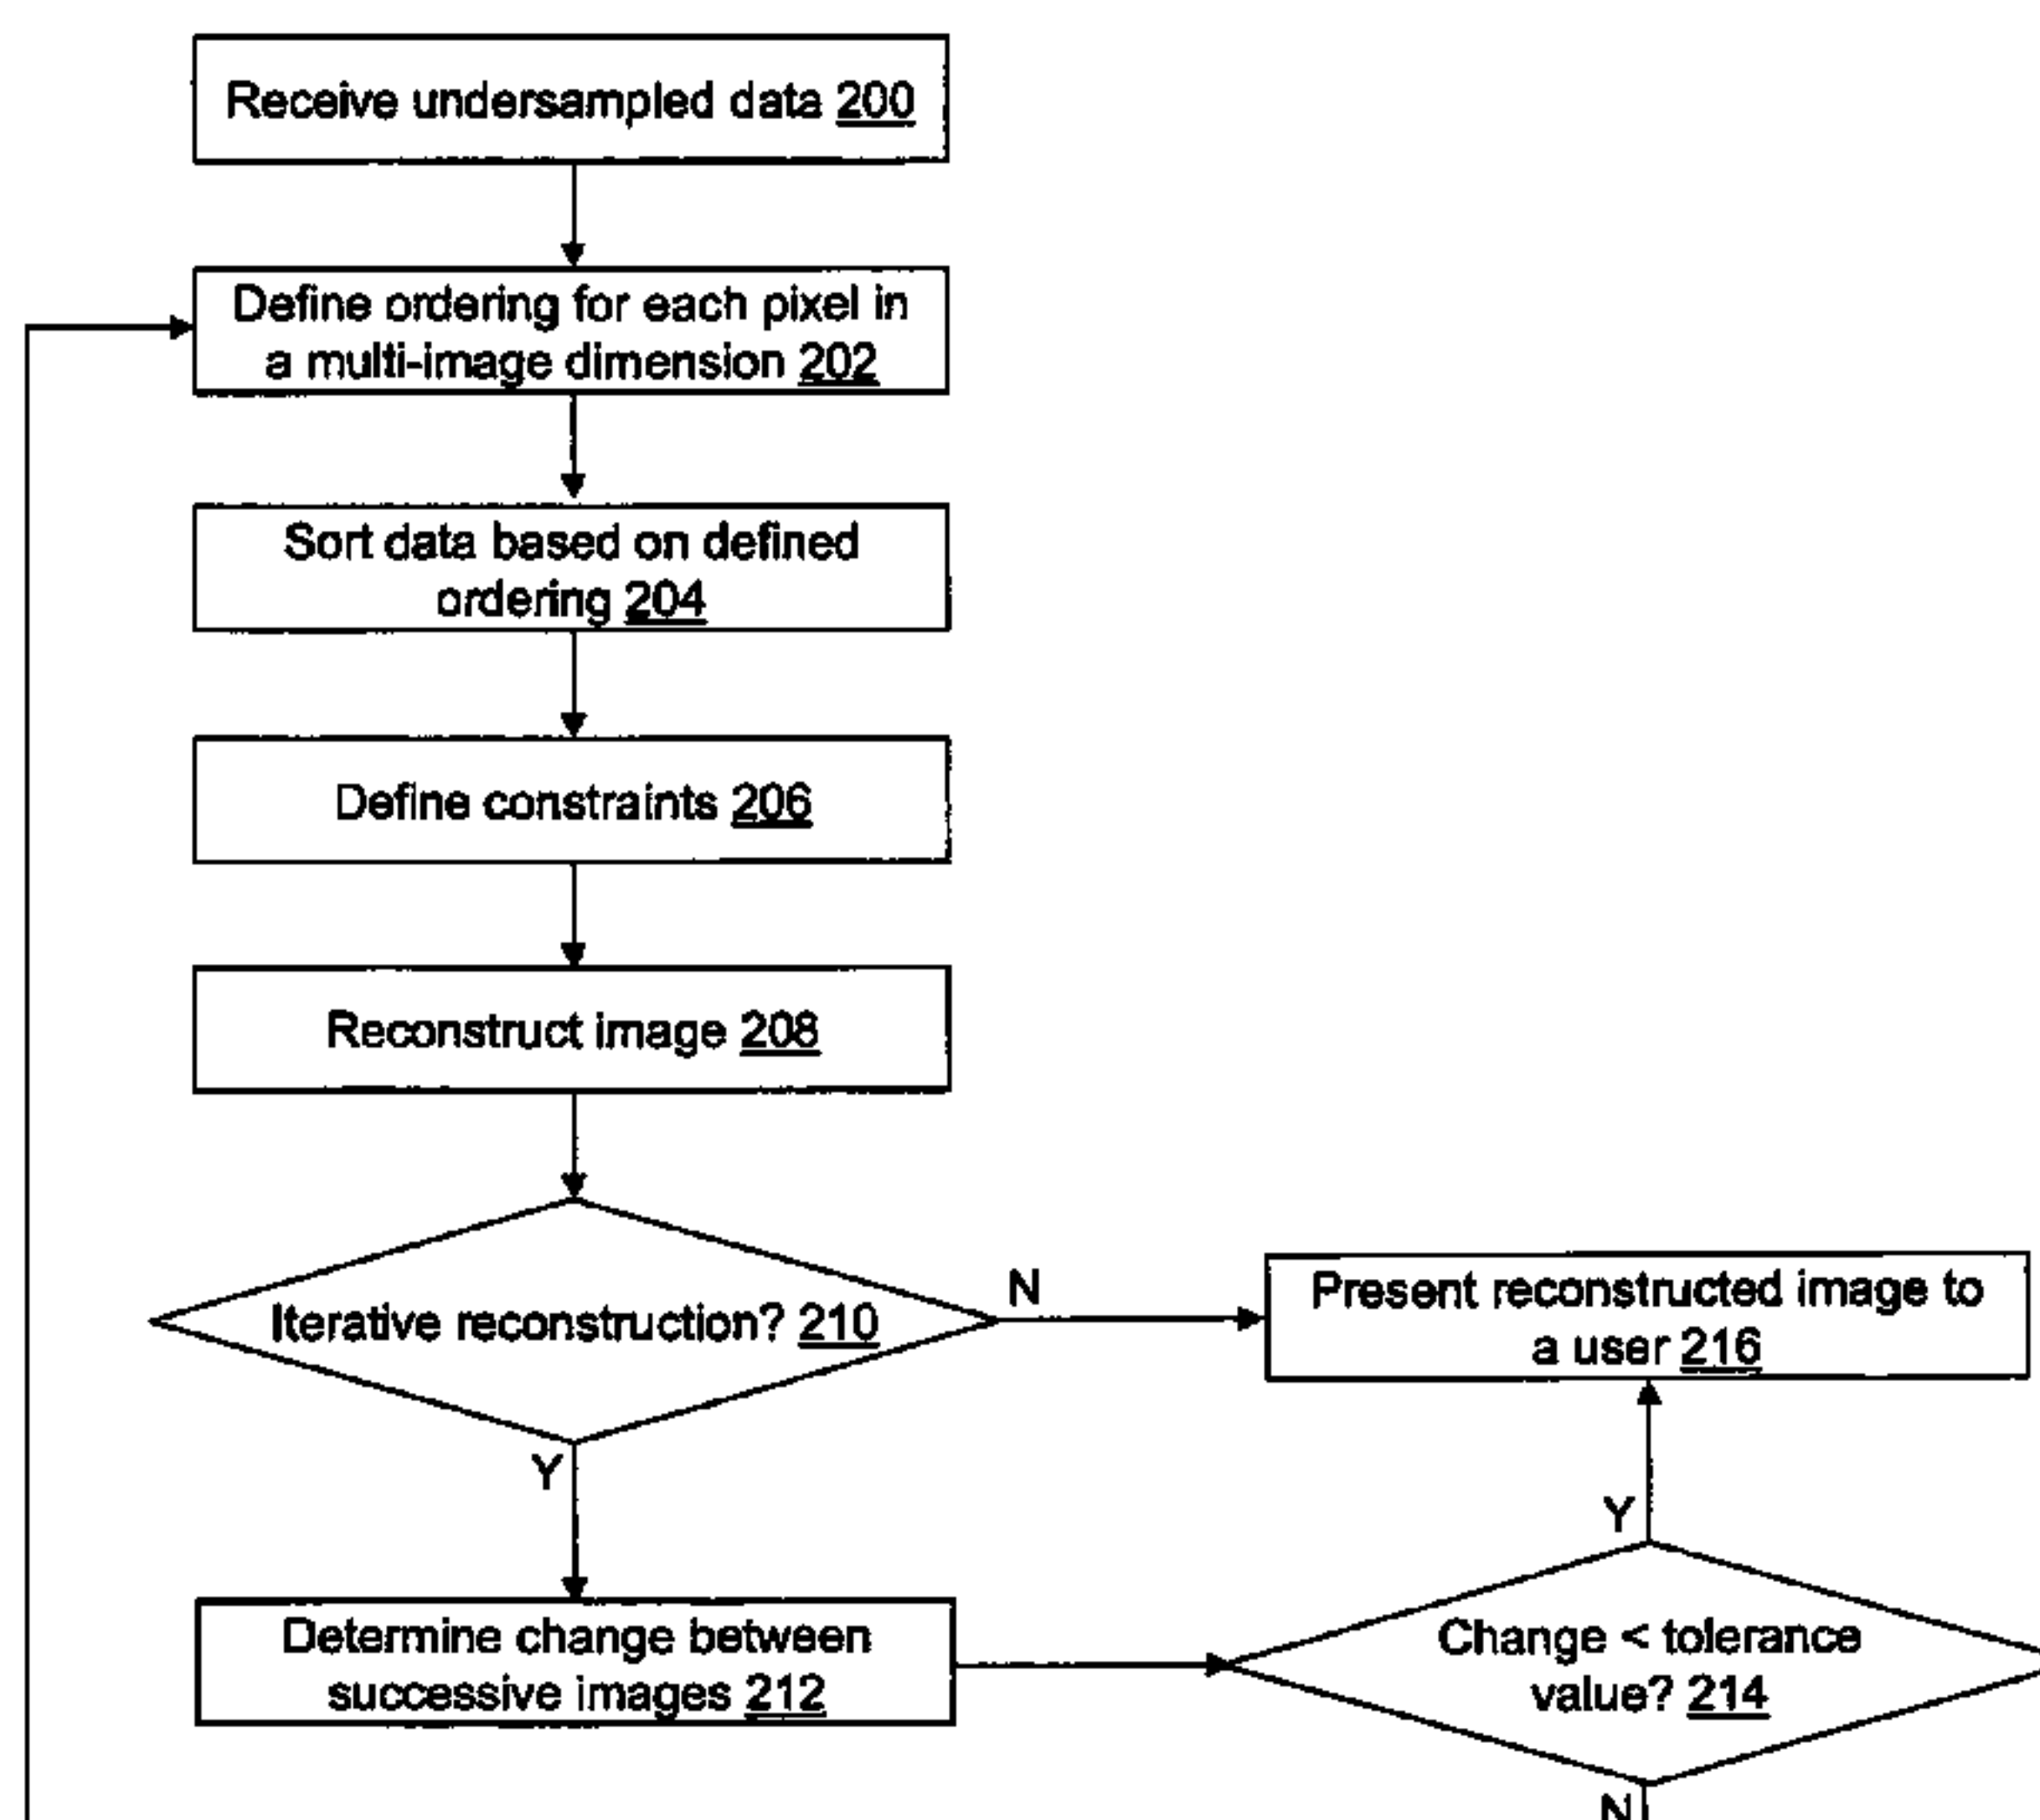 Receive undersampled data 200
Define ordering for each pixel in
a multi-image dimension 202
Sort data based on defined
ordering 204
Define constraints 206
Reconstruct image 208
Iterative reconstruction? 210
N
Present reconstructed image to
a user 216
Y
Y
Determine change between
successive images 212
Change < tolerance
value? 214
N